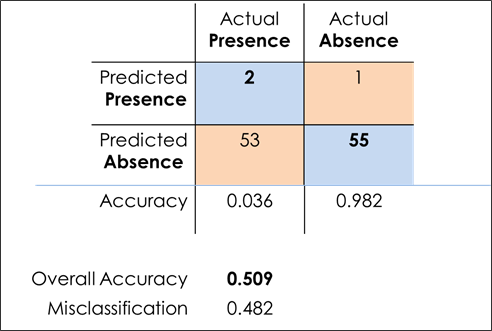 Actual Actual
Presence Absence
Predicted 2 1
Presence
Predicted 53 55
Absence
Accuracy 0.036 0.982
Overall Accuracy 0.509
Misclassification 0.482